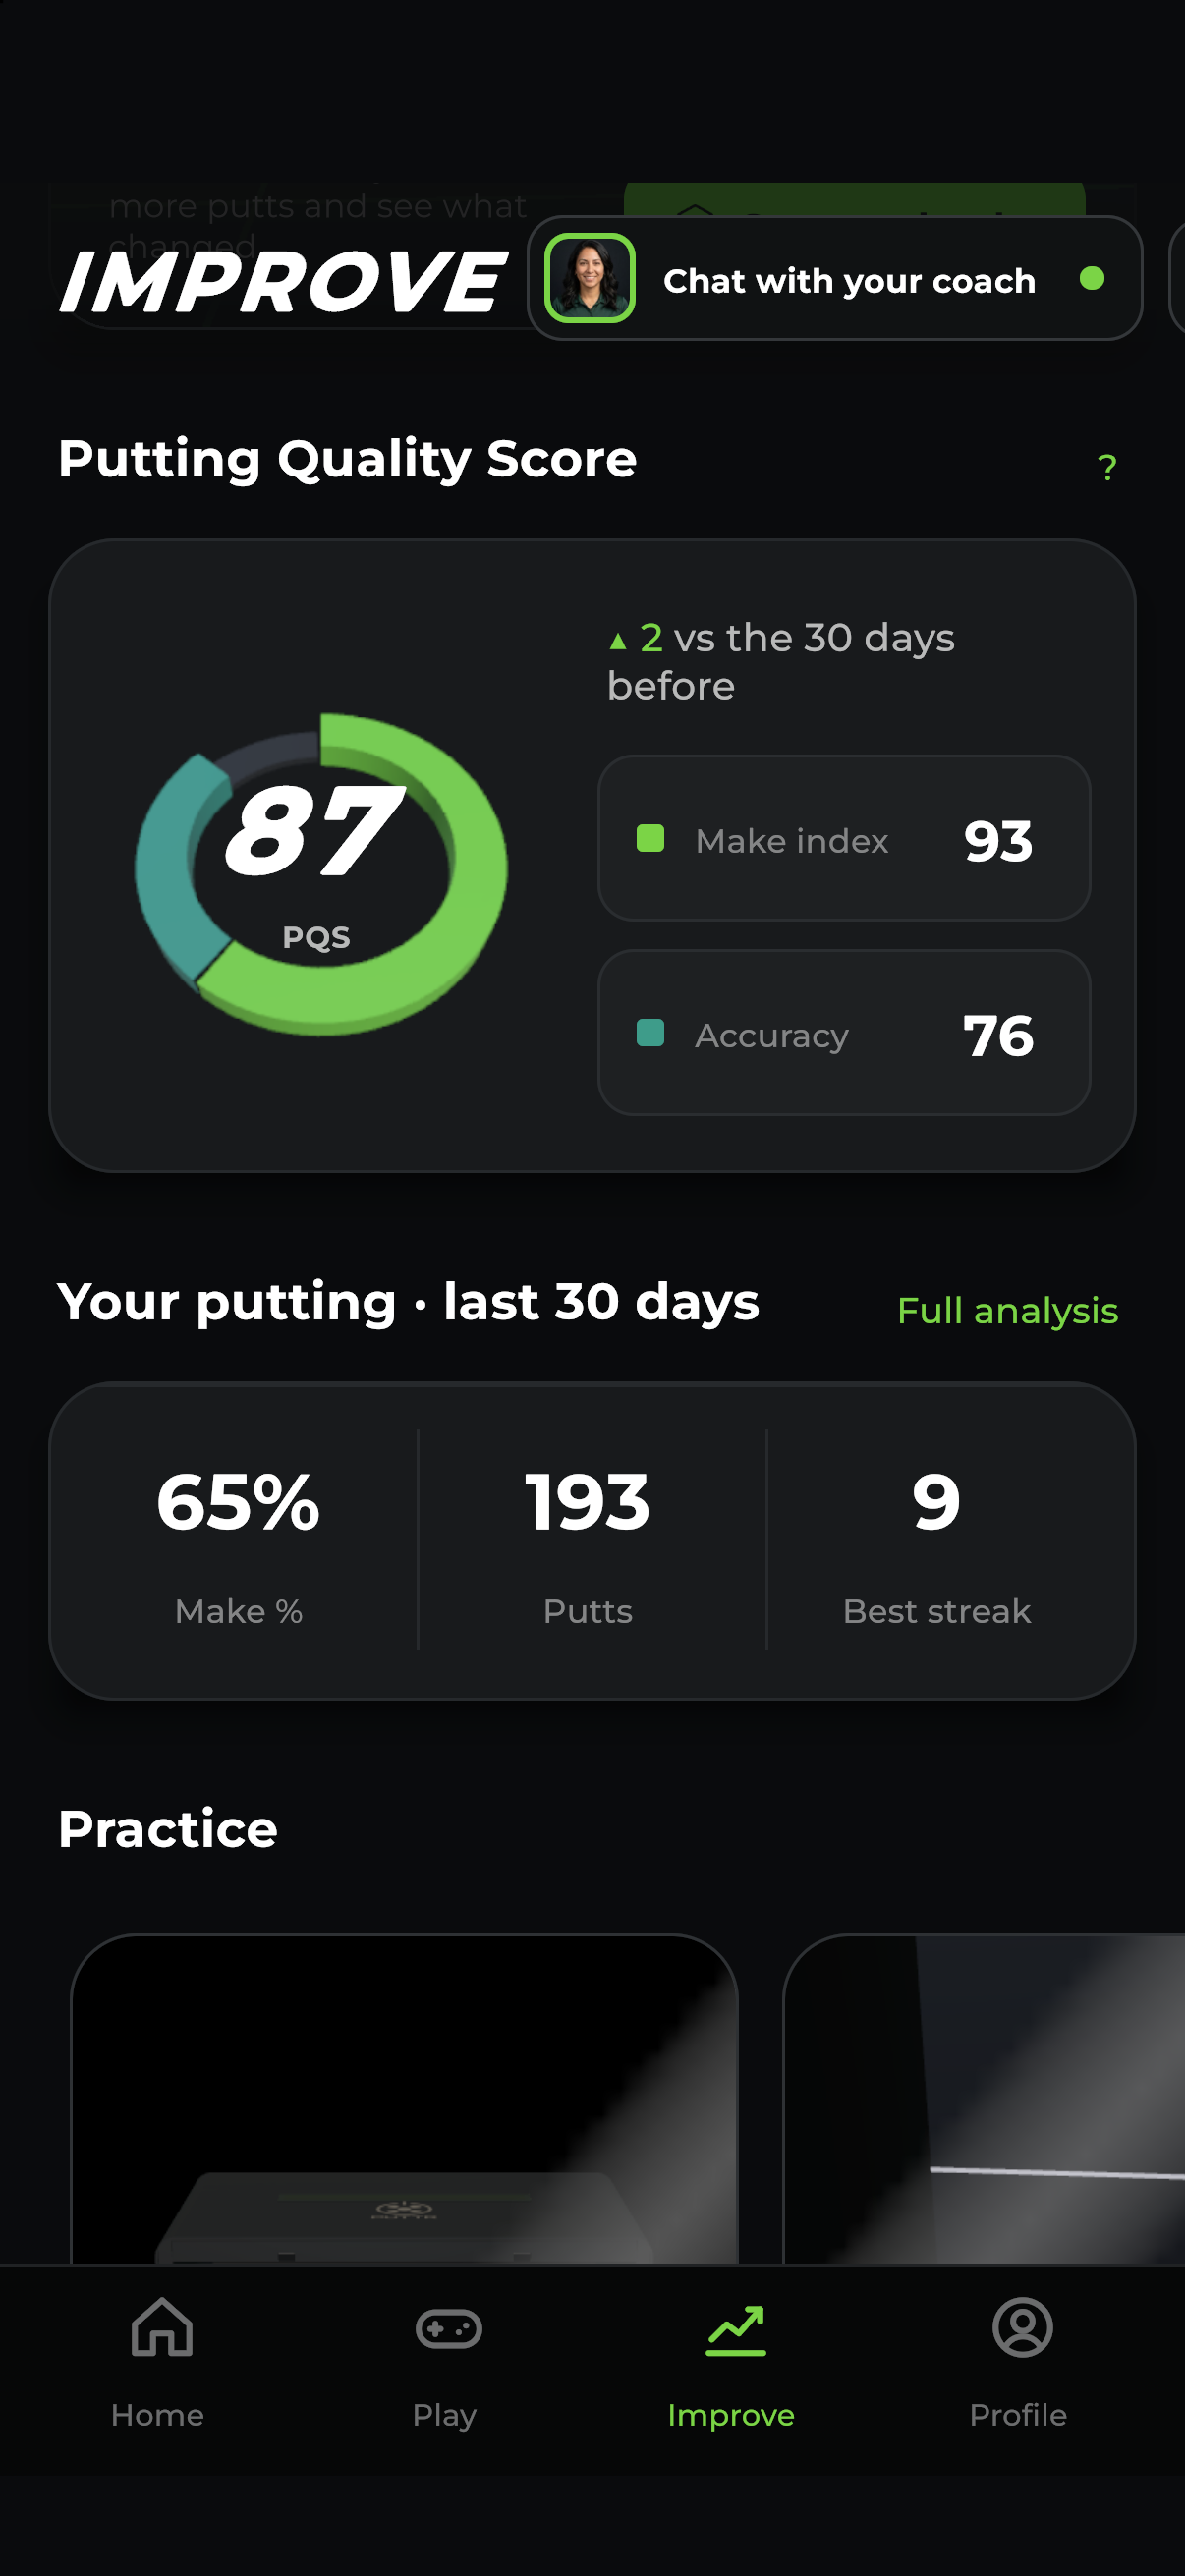 more putts and see what
changed
IMPROVE
Chat with your coach
Putting Quality Score
?
▲ 2 vs the 30 days
before
87
PQS
Make index 93
Accuracy 76
Your putting · last 30 days
Full analysis
65% 193 9
Make % Putts Best streak
Practice
PUTTR
Home Play Improve Profile